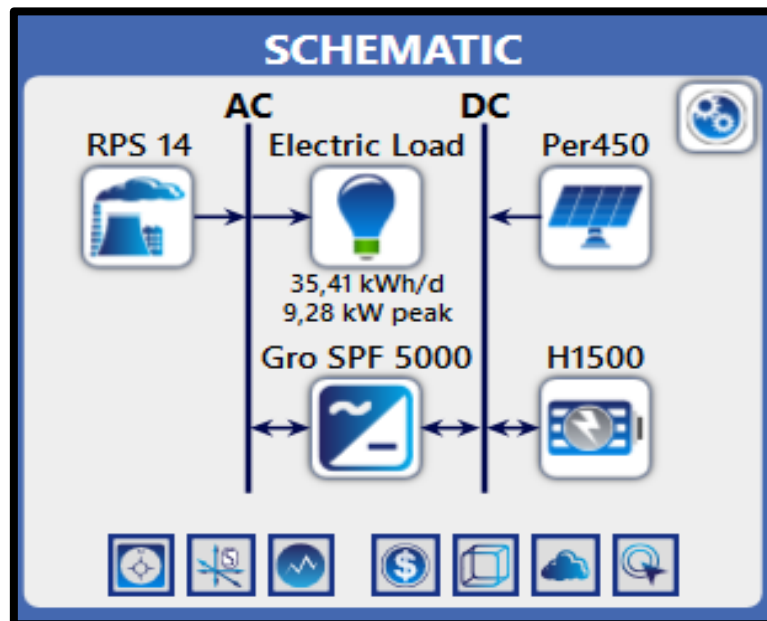 SCHEMATIC
AC
DC
RPS 14
Electric Load
Per450
35,41 kWh/d
9,28 kW peak
Gro SPF 5000
H1500